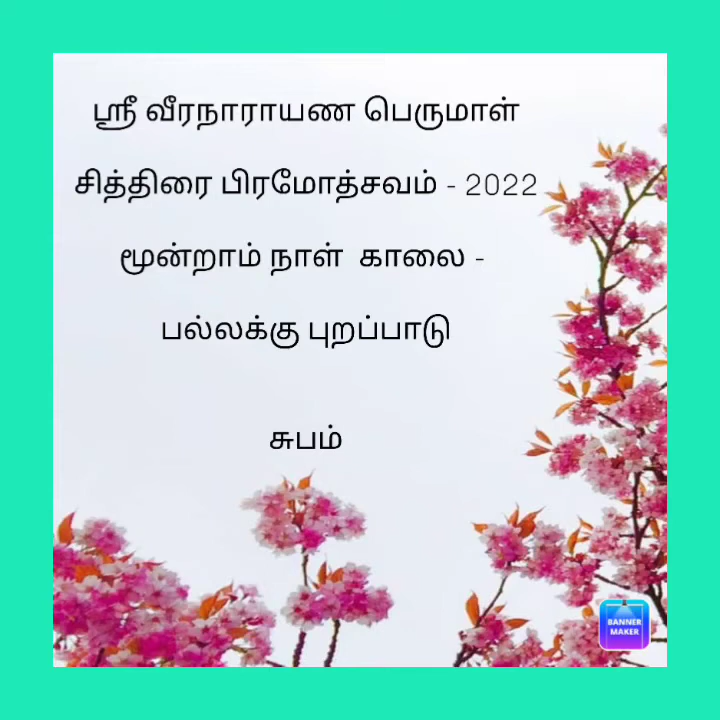 ஸ்ரீ வீரநாராயண பெருமாள்
சித்திரை பிரமோத்சவம் - 2022
மூன்றாம் நாள் காலை -
பல்லக்கு புறப்பாடு
சுபம்
BANNER
MAKER